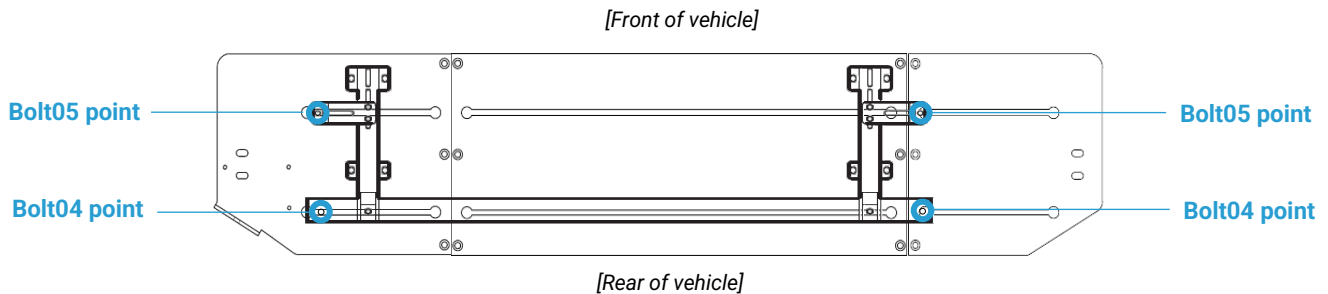 [Front of vehicle]
Bolt05 point
Bolt05 point
Bolt04 point
Bolt04 point
[Rear of vehicle]